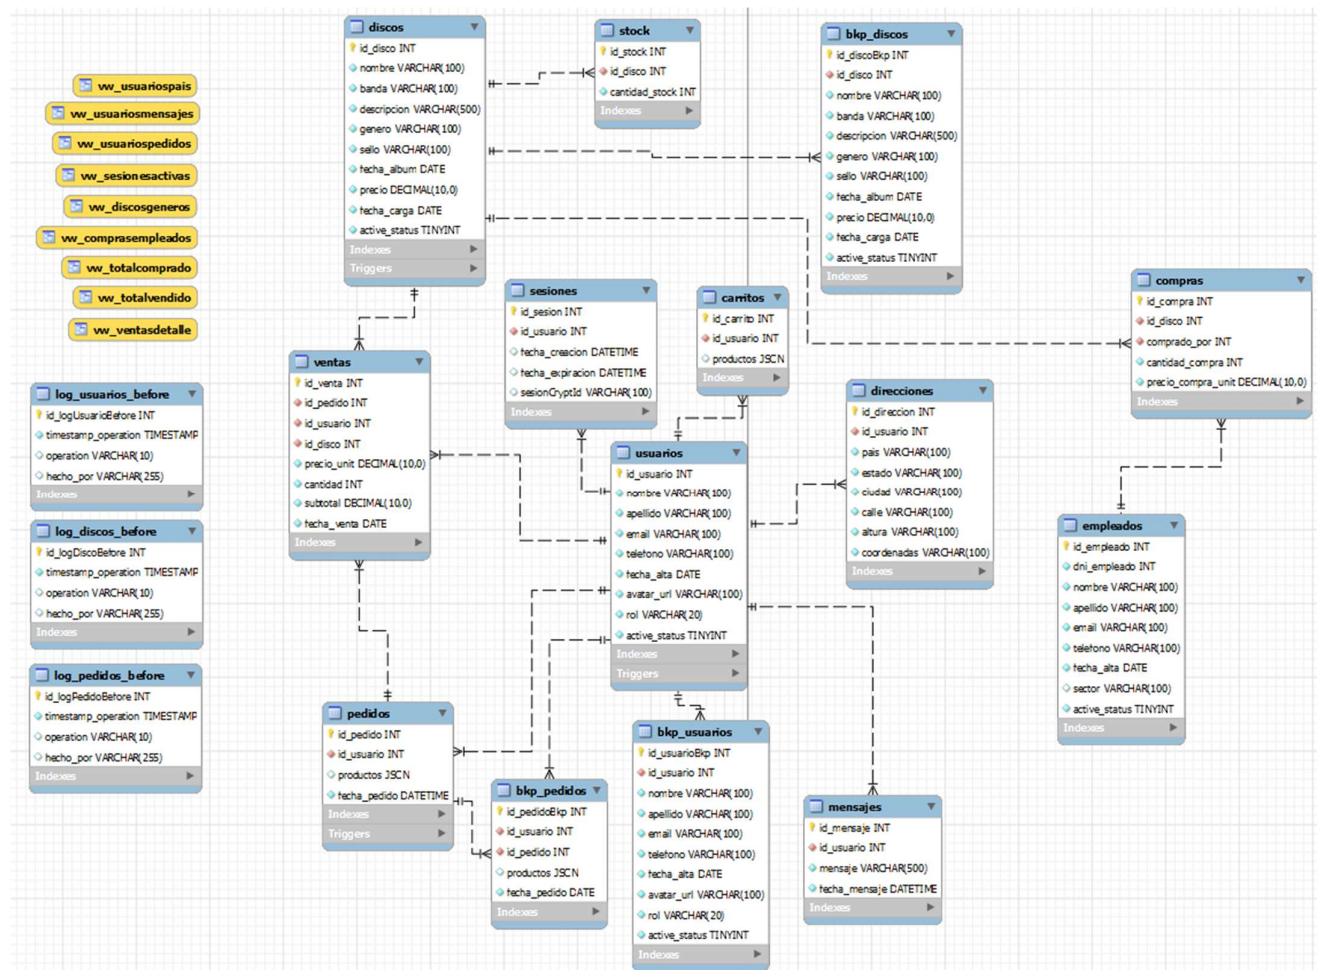 vw_usuariospais
vw_usuariosmensajes
vw_usuariospedidos
vw_sesionesactivas
vw_discosgeneros
vw_comprasempleados
vw_totalcomprado
vw_totalvendido
vw_ventasdetalle
log_usuarios_before
id_logUsuarioBefore INT
timestamp_operation TIMESTAMP
operation VARCHAR(10)
hecho_por VARCHAR(255)
Indexes
log_discos_before
id_logDiscoBefore INT
timestamp_operation TIMESTAMP
operation VARCHAR(10)
hecho_por VARCHAR(255)
Indexes
log_pedidos_before
id_logPedidoBefore INT
timestamp_operation TIMESTAMP
operation VARCHAR(10)
hecho_por VARCHAR(255)
Indexes
discos
id_disco INT
nombre VARCHAR(100)
banda VARCHAR(100)
descripcion VARCHAR(500)
genero VARCHAR(100)
sello VARCHAR(100)
fecha_album DATE
precio DECIMAL(10,0)
fecha_carga DATE
active_status TINYINT
Indexes
Triggers
stock
id_stock INT
id_disco INT
cantidad_stock INT
Indexes
bkp_discos
id_discoBkp INT
id_disco INT
nombre VARCHAR(100)
banda VARCHAR(100)
descripcion VARCHAR(500)
genero VARCHAR(100)
sello VARCHAR(100)
fecha_album DATE
precio DECIMAL(10,0)
fecha_carga DATE
active_status TINYINT
Indexes
compras
id_compra INT
id_disco INT
comprado_por INT
cantidad_compra INT
precio_compra_unit DECIMAL(10,0)
Indexes
sesiones
id_sesion INT
id_usuario INT
fecha_creacion DATETIME
fecha_expiracion DATETIME
sesionCryptId VARCHAR(100)
Indexes
carritos
id_carrito INT
id_usuario INT
productos JSON
Indexes
ventas
id_venta INT
id_pedido INT
id_usuario INT
id_disco INT
precio_unit DECIMAL(10,0)
cantidad INT
subtotal DECIMAL(10,0)
fecha_venta DATE
Indexes
direcciones
id_direccion INT
id_usuario INT
pais VARCHAR(100)
estado VARCHAR(100)
ciudad VARCHAR(100)
calle VARCHAR(100)
altura VARCHAR(100)
coordenadas VARCHAR(100)
Indexes
usuarios
id_usuario INT
nombre VARCHAR(100)
apellido VARCHAR(100)
email VARCHAR(100)
telefono VARCHAR(100)
fecha_alta DATE
avatar_url VARCHAR(100)
rol VARCHAR(20)
active_status TINYINT
Indexes
Triggers
empleados
id_empleado INT
dni_empleado INT
nombre VARCHAR(100)
apellido VARCHAR(100)
email VARCHAR(100)
telefono VARCHAR(100)
fecha_alta DATE
sector VARCHAR(100)
active_status TINYINT
Indexes
pedidos
id_pedido INT
id_usuario INT
productos JSON
fecha_pedido DATETIME
Indexes
Triggers
bkp_pedidos
id_pedidoBkp INT
id_usuario INT
id_pedido INT
productos JSON
fecha_pedido DATE
Indexes
bkp_usuarios
id_usuarioBkp INT
id_usuario INT
nombre VARCHAR(100)
apellido VARCHAR(100)
email VARCHAR(100)
telefono VARCHAR(100)
fecha_alta DATE
avatar_url VARCHAR(100)
rol VARCHAR(20)
active_status TINYINT
Indexes
mensajes
id_mensaje INT
id_usuario INT
mensaje VARCHAR(500)
fecha_mensaje DATETIME
Indexes